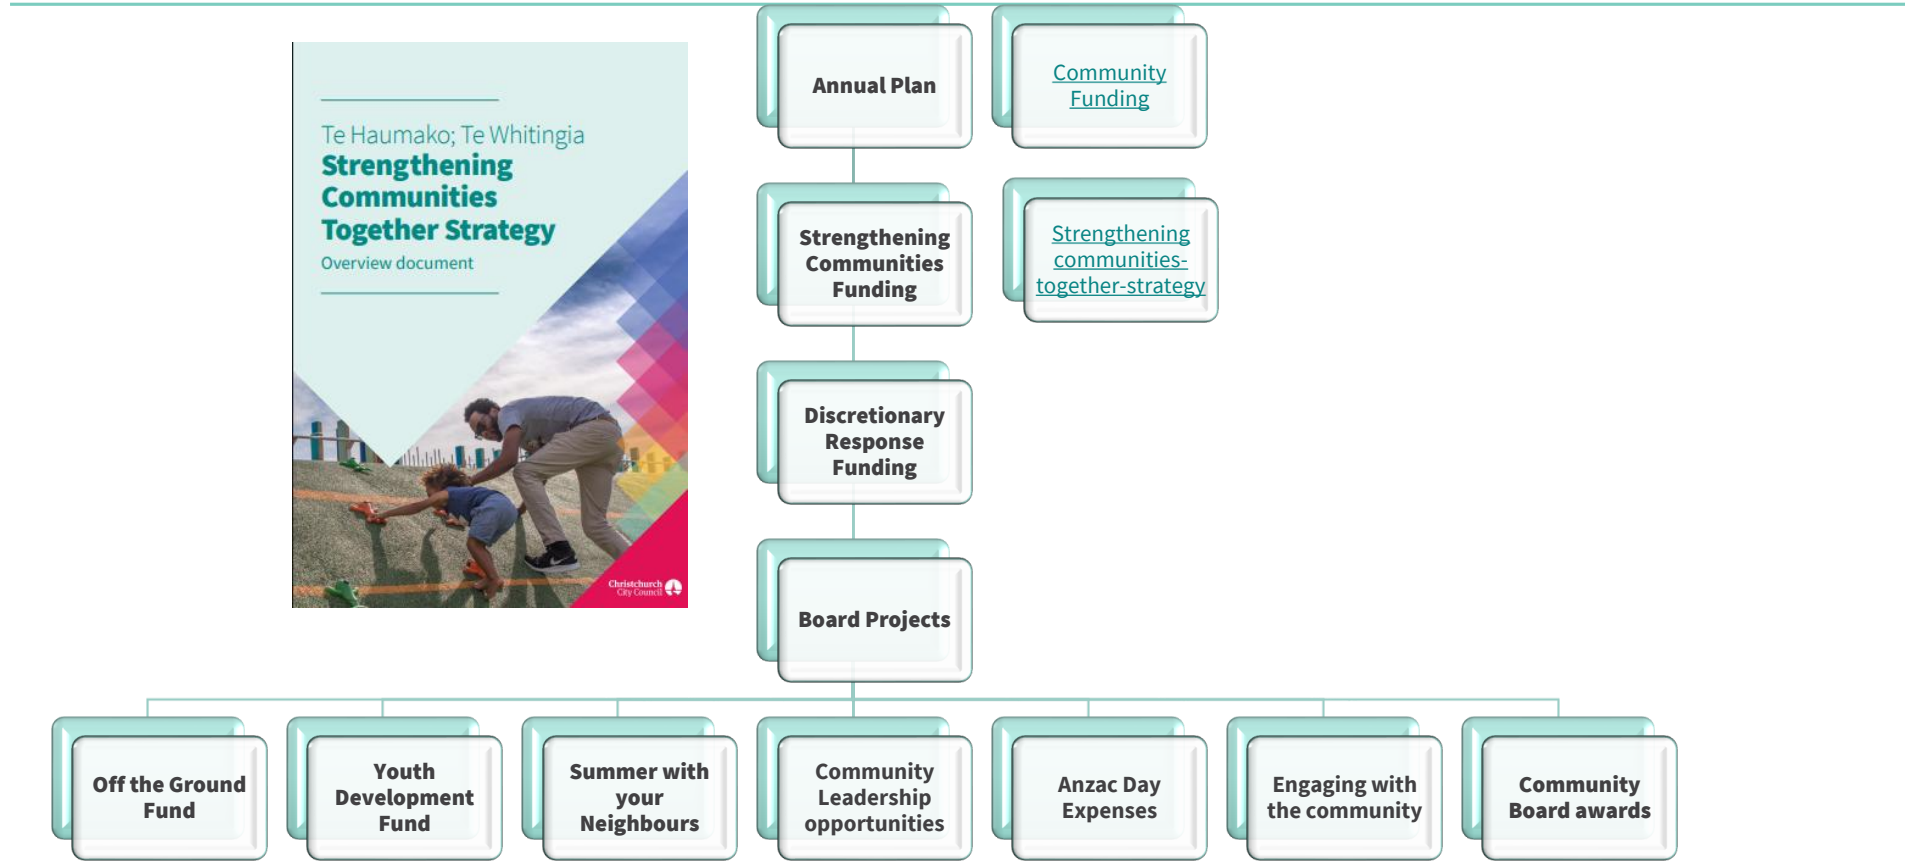 Te Haumako; Te Whitingia
Strengthening
Communities
Together Strategy
Overview document
Christchurch
City Council
Annual Plan
Community
Funding
Strengthening
Communities
Funding
Strengthening
communities-
together-strategy
Discretionary
Response
Funding
Board Projects
Off the Ground
Fund
Youth
Development
Fund
Summer with
your
Neighbours
Community
Leadership
opportunities
Anzac Day
Expenses
Engaging with
the community
Community
Board awards